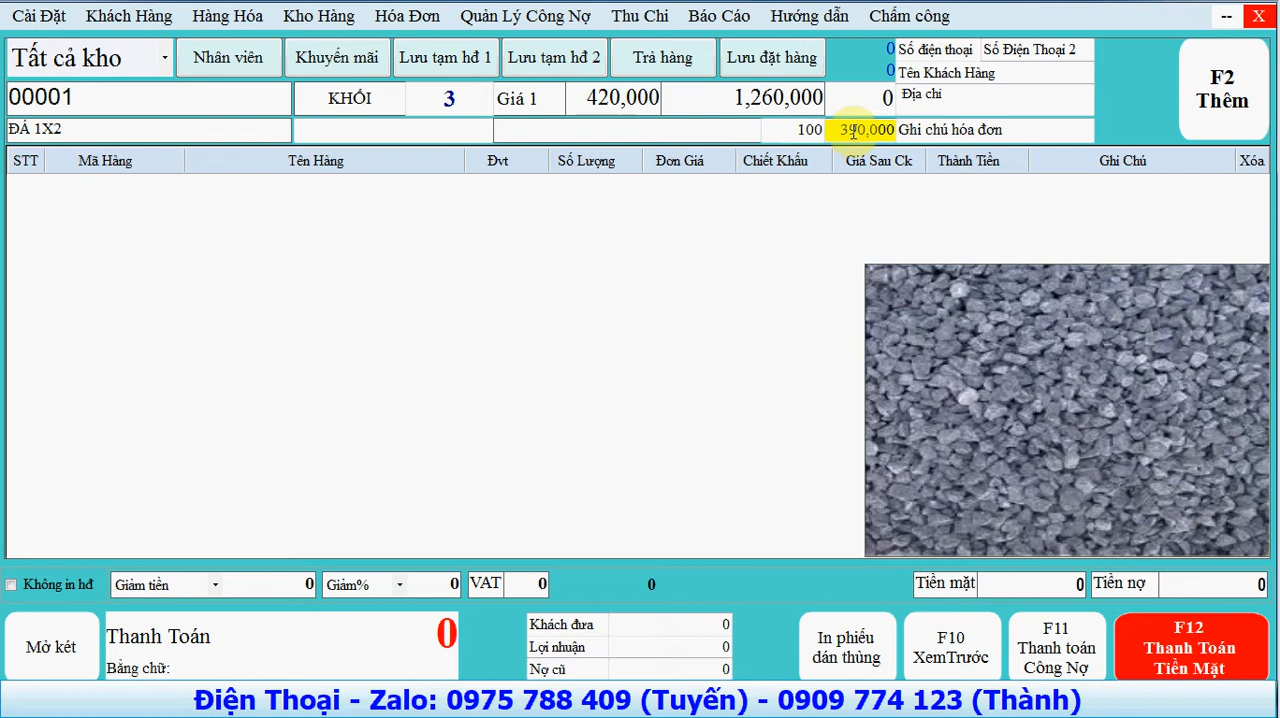 Cài Đặt Khách Hàng Hàng Hóa Kho Hàng Hóa Đơn Quản Lý Công Nợ Thu Chi Báo Cáo Hướng dẫn Chấm công -- X
Tất cả kho Nhân viên Khuyến mãi Lưu tạm hđ 1 Lưu tạm hđ 2 Trả hàng Lưu đặt hàng 0 Số điện thoại Số Điện Thoại 2
0 Tên Khách Hàng
F2
Thêm
00001 KHỐI 3 Giá 1 420,000 1,260,000 0 Địa chỉ
ĐÁ 1X2 100 390,000 Ghi chú hóa đơn
STT Mã Hàng Tên Hàng Đvt Số Lượng Đơn Giá Chiết Khấu Giá Sau Ck Thành Tiền Ghi Chú Xóa
Không in hđ Giảm tiền 0 Giảm% 0 VAT 0 0 Tiền mặt 0 Tiền nợ 0
Mở két
Thanh Toán 0
Bằng chữ:
Khách đưa 0
Lợi nhuận 0
Nợ cũ 0
In phiếu
dán thùng
F10
XemTrước
F11
Thanh toán
Công Nợ
F12
Thanh Toán
Tiền Mặt
Điện Thoại - Zalo: 0975 788 409 (Tuyến) - 0909 774 123 (Thành)